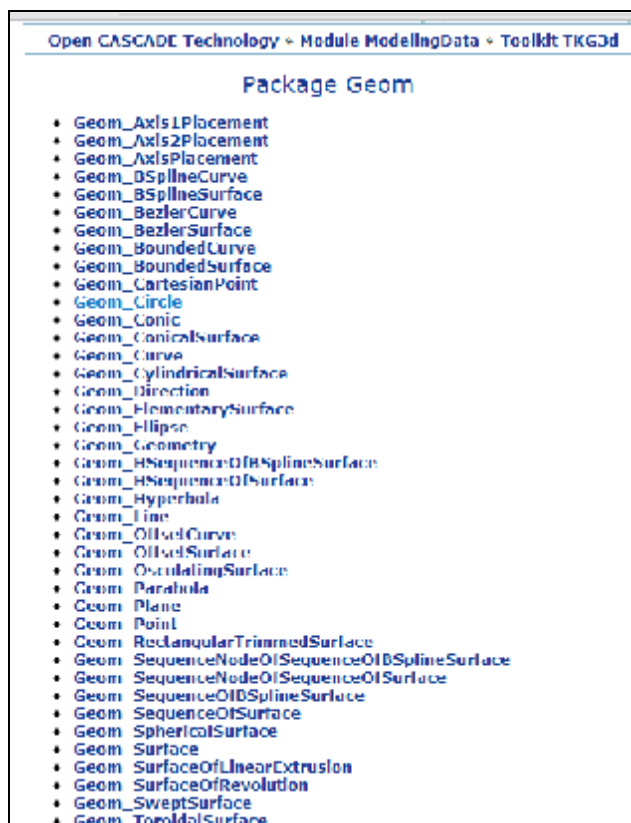 Open CASCADE Technology • Module ModelingData • Toolkit TKG3d
Package Geom
• Geom_Axis1Placement
• Geom_Axis2Placement
• Geom_AxisPlacement
• Geom_BSplineCurve
• Geom_BSplineSurface
• Geom_BezierCurve
• Geom_BezierSurface
• Geom_BoundedCurve
• Geom_BoundedSurface
• Geom_CartesianPoint
• Geom_Circle
• Geom_Conic
• Geom_ConicalSurface
• Geom_Curve
• Geom_CylindricalSurface
• Geom_Direction
• Geom_ElementarySurface
• Geom_Ellipse
• Geom_Geometry
• Geom_HSequenceOfBSplineSurface
• Geom_HSequenceOfSurface
• Geom_Hyperbola
• Geom_Line
• Geom_OffsetCurve
• Geom_OffsetSurface
• Geom_OsculatingSurface
• Geom_Parabola
• Geom_Plane
• Geom_Point
• Geom_RectangularTrimmedSurface
• Geom_SequenceNodeOfSequenceOfBSplineSurface
• Geom_SequenceNodeOfSequenceOfSurface
• Geom_SequenceOfBSplineSurface
• Geom_SequenceOfSurface
• Geom_SphericalSurface
• Geom_Surface
• Geom_SurfaceOfLinearExtrusion
• Geom_SurfaceOfRevolution
• Geom_SweptSurface
• Geom_ToroidalSurface